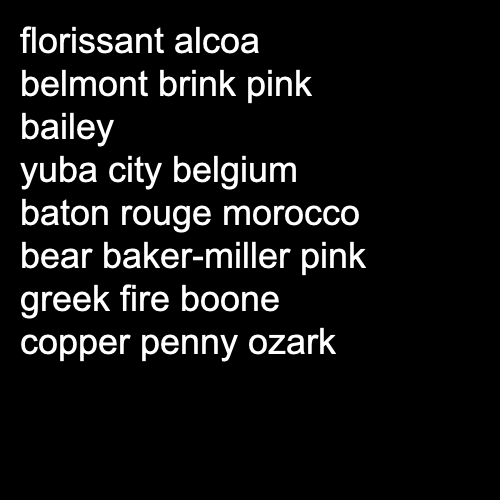 florissant alcoa
belmont brink pink
bailey
yuba city belgium
baton rouge morocco
bear baker-miller pink
greek fire boone
copper penny ozark